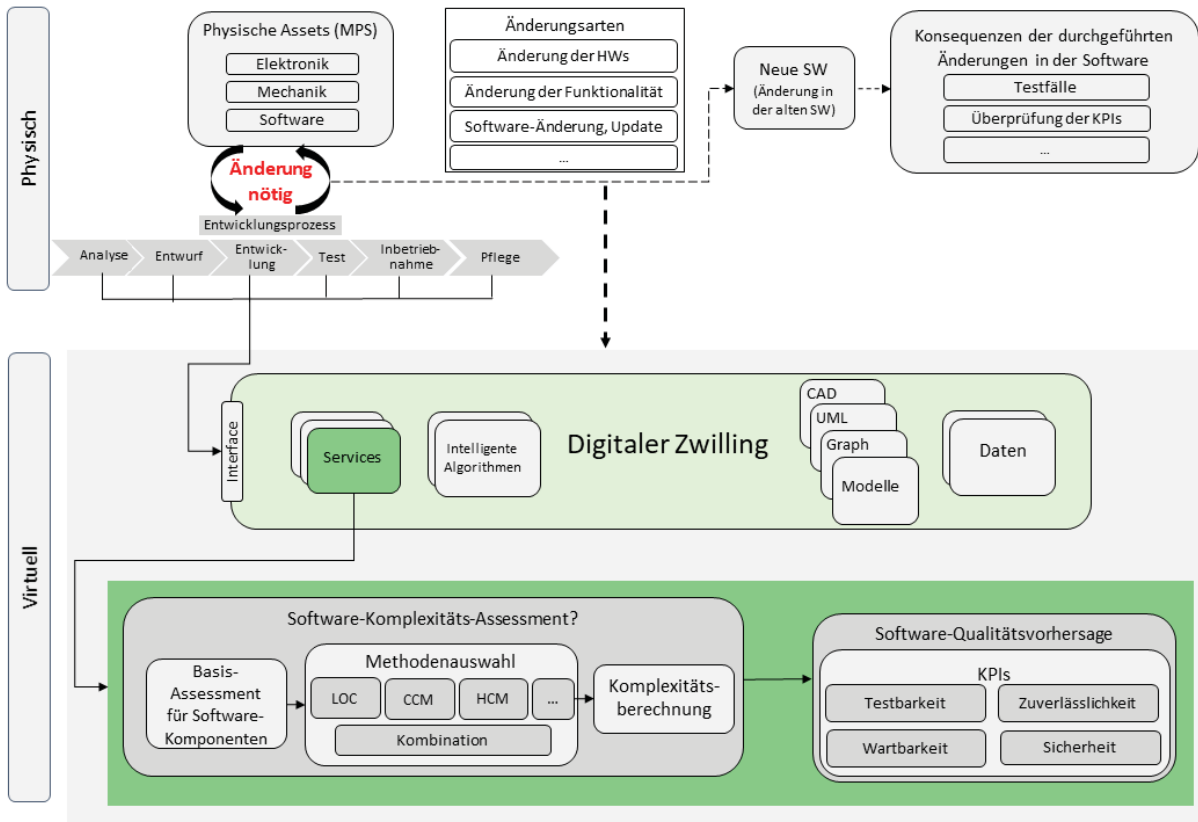 Physisch
Physische Assets (MPS)
Elektronik
Mechanik
Software
Änderung
nötig
Entwicklungsprozess
Analyse
Entwurf
Entwick-
lung
Test
Inbetrieb-
nahme
Pflege
Änderungsarten
Änderung der HWs
Änderung der Funktionalität
Software-Änderung, Update
...
Neue SW
(Änderung in
der alten SW)
Konsequenzen der durchgeführten
Änderungen in der Software
Testfälle
Überprüfung der KPIs
...
Virtuell
Interface
Services
Intelligente
Algorithmen
Digitaler Zwilling
CAD
UML
Graph
Modelle
Daten
Software-Komplexitäts-Assessment?
Basis-
Assessment
für Software-
Komponenten
Methodenauswahl
LOC
CCM
HCM
...
Kombination
Komplexitäts-
berechnung
Software-Qualitätsvorhersage
KPIs
Testbarkeit
Zuverlässlichkeit
Wartbarkeit
Sicherheit